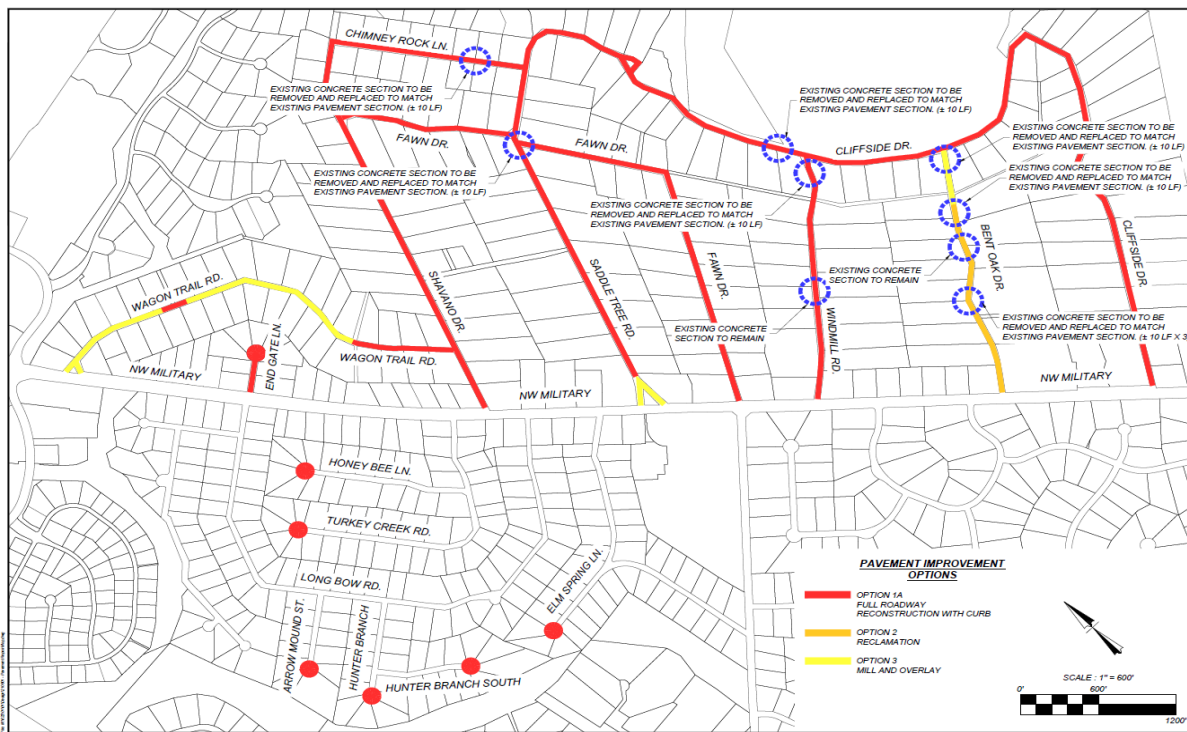 CHIMNEY ROCK LN.
EXISTING CONCRETE SECTION TO BE
REMOVED AND REPLACED TO MATCH
EXISTING PAVEMENT SECTION. (± 10 LF)
EXISTING CONCRETE SECTION TO BE
REMOVED AND REPLACED TO MATCH
EXISTING PAVEMENT SECTION. (± 10 LF)
FAWN DR.
FAWN DR.
CLIFFSIDE DR.
EXISTING CONCRETE SECTION TO BE
REMOVED AND REPLACED TO MATCH
EXISTING PAVEMENT SECTION. (± 10 LF)
EXISTING CONCRETE SECTION TO BE
REMOVED AND REPLACED TO MATCH
EXISTING PAVEMENT SECTION. (± 10 LF)
EXISTING CONCRETE SECTION TO BE
REMOVED AND REPLACED TO MATCH
EXISTING PAVEMENT SECTION. (± 10 LF)
EXISTING CONCRETE SECTION TO BE
REMOVED AND REPLACED TO MATCH
EXISTING PAVEMENT SECTION. (± 10 LF)
WAGON TRAIL RD.
SHAVANO DR.
SADDLE TREE RD.
FAWN DR.
EXISTING CONCRETE
SECTION TO REMAIN
BENT OAK DR.
CLIFFSIDE DR.
EXISTING CONCRETE
SECTION TO REMAIN
WINDMILL RD.
EXISTING CONCRETE SECTION TO BE
REMOVED AND REPLACED TO MATCH
EXISTING PAVEMENT SECTION. (± 10 LF X 3
END GATE LN.
WAGON TRAIL RD.
NW MILITARY
NW MILITARY
NW MILITARY
HONEY BEE LN.
TURKEY CREEK RD.
LONG BOW RD.
ELM SPRING LN.
ARROW MOUND ST.
HUNTER BRANCH
HUNTER BRANCH SOUTH
PAVEMENT IMPROVEMENT
OPTIONS
OPTION 1A
FULL ROADWAY
RECONSTRUCTION WITH CURB
OPTION 2
RECLAMATION
OPTION 3
MILL AND OVERLAY
SCALE : 1" = 600'
0'
600'
1200'